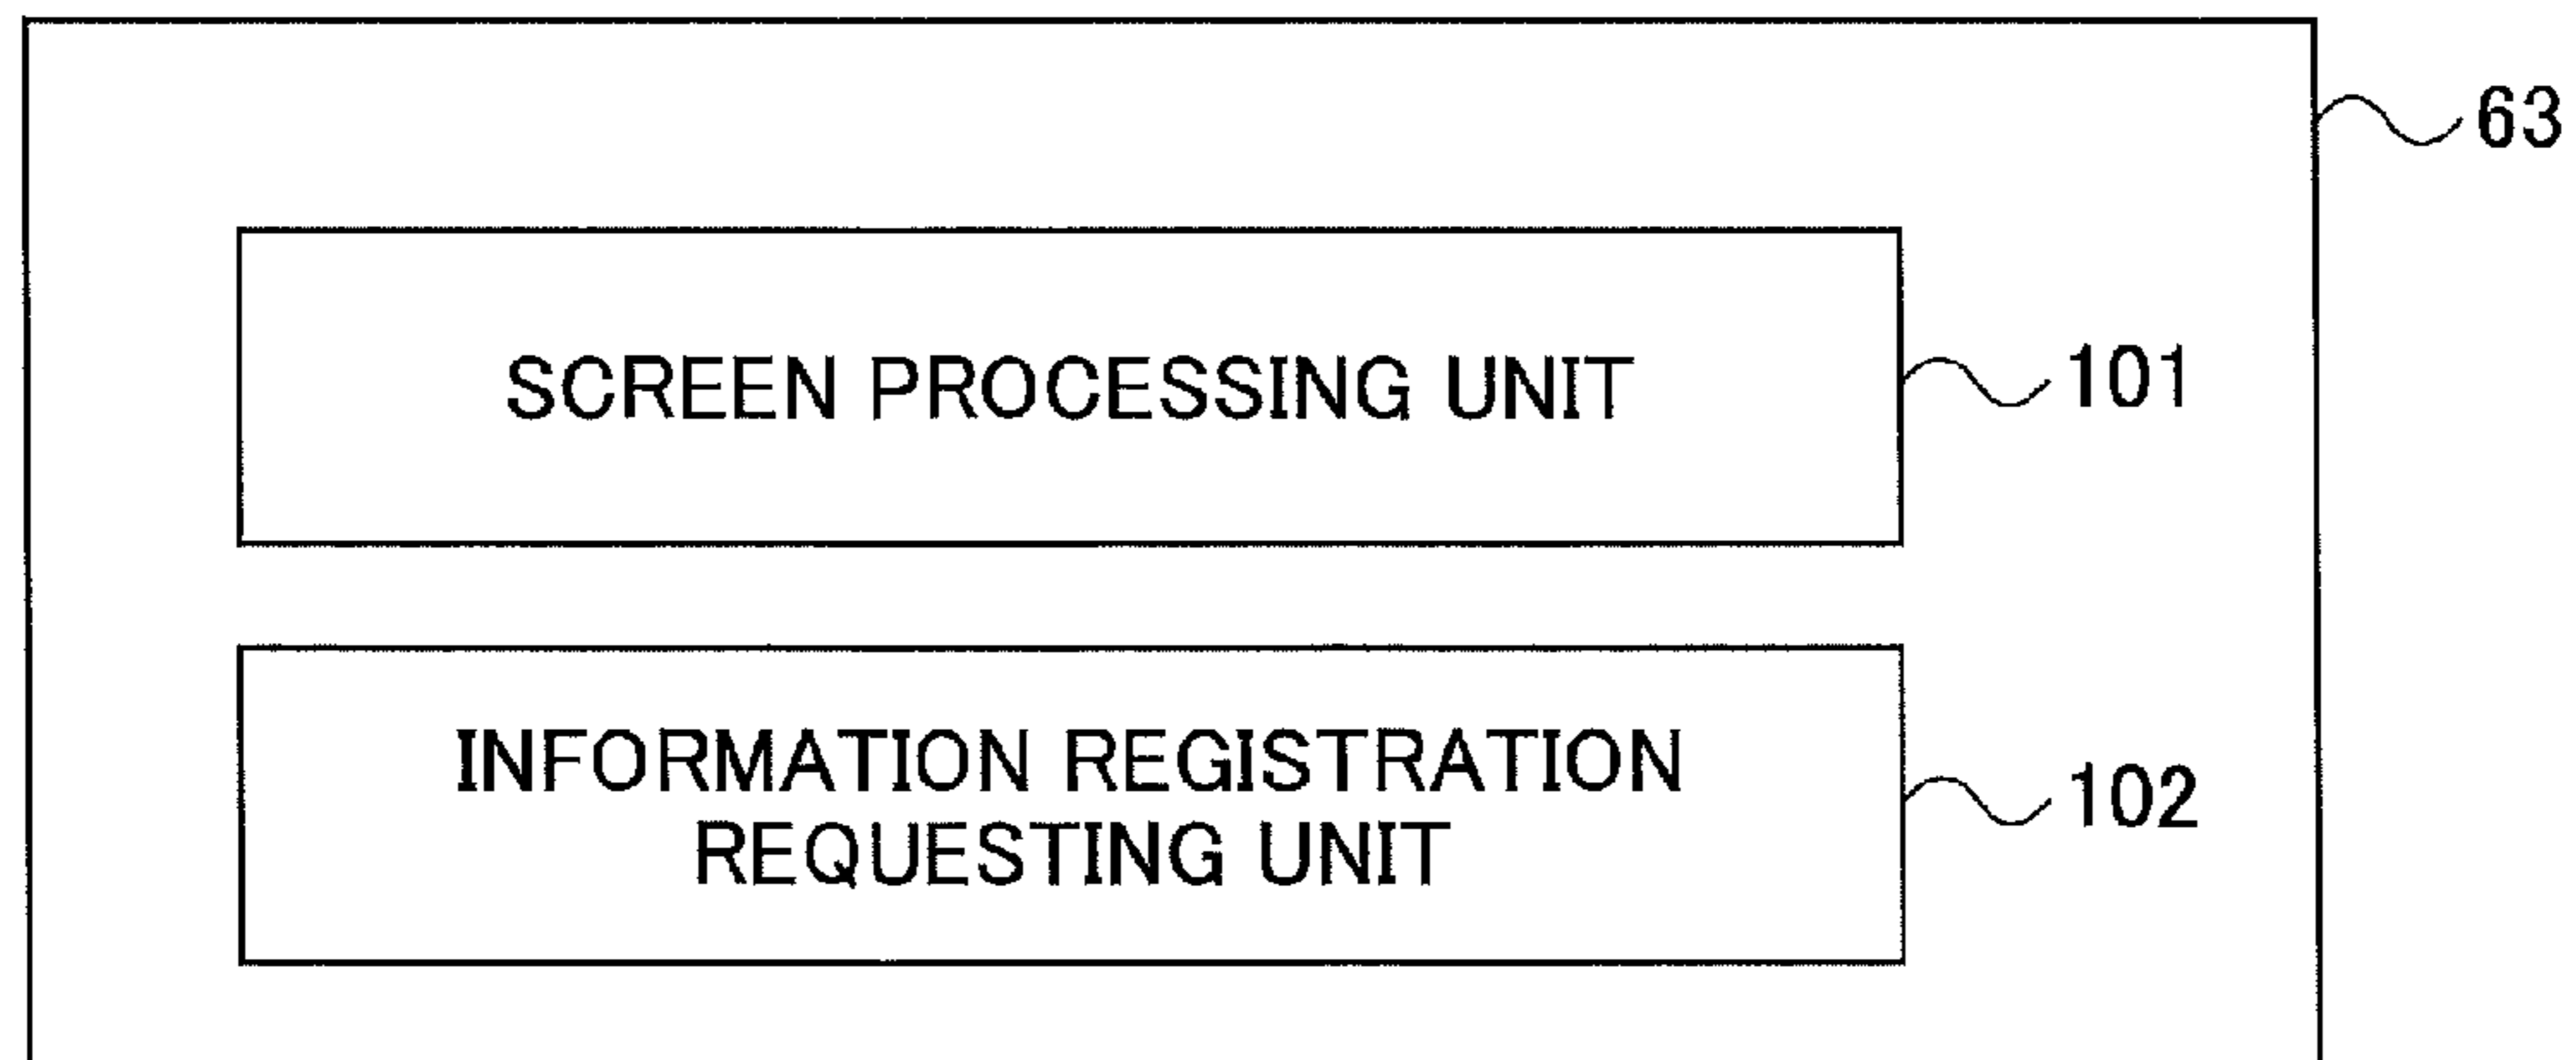 63
SCREEN PROCESSING UNIT
101
INFORMATION REGISTRATION
REQUESTING UNIT
102